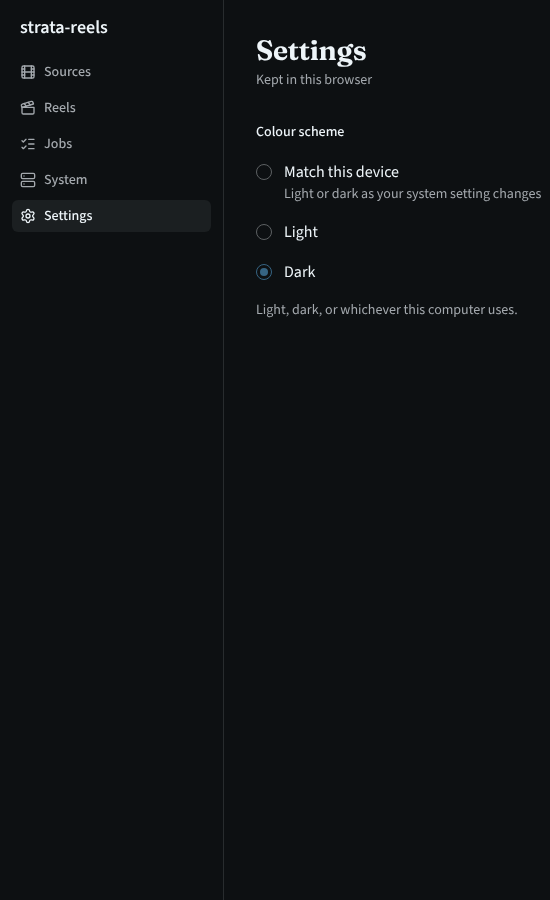 strata-reels
Sources
Reels
Jobs
System
Settings
Settings
Kept in this browser
Colour scheme
Match this device
Light or dark as your system setting changes
Light
Dark
Light, dark, or whichever this computer uses.